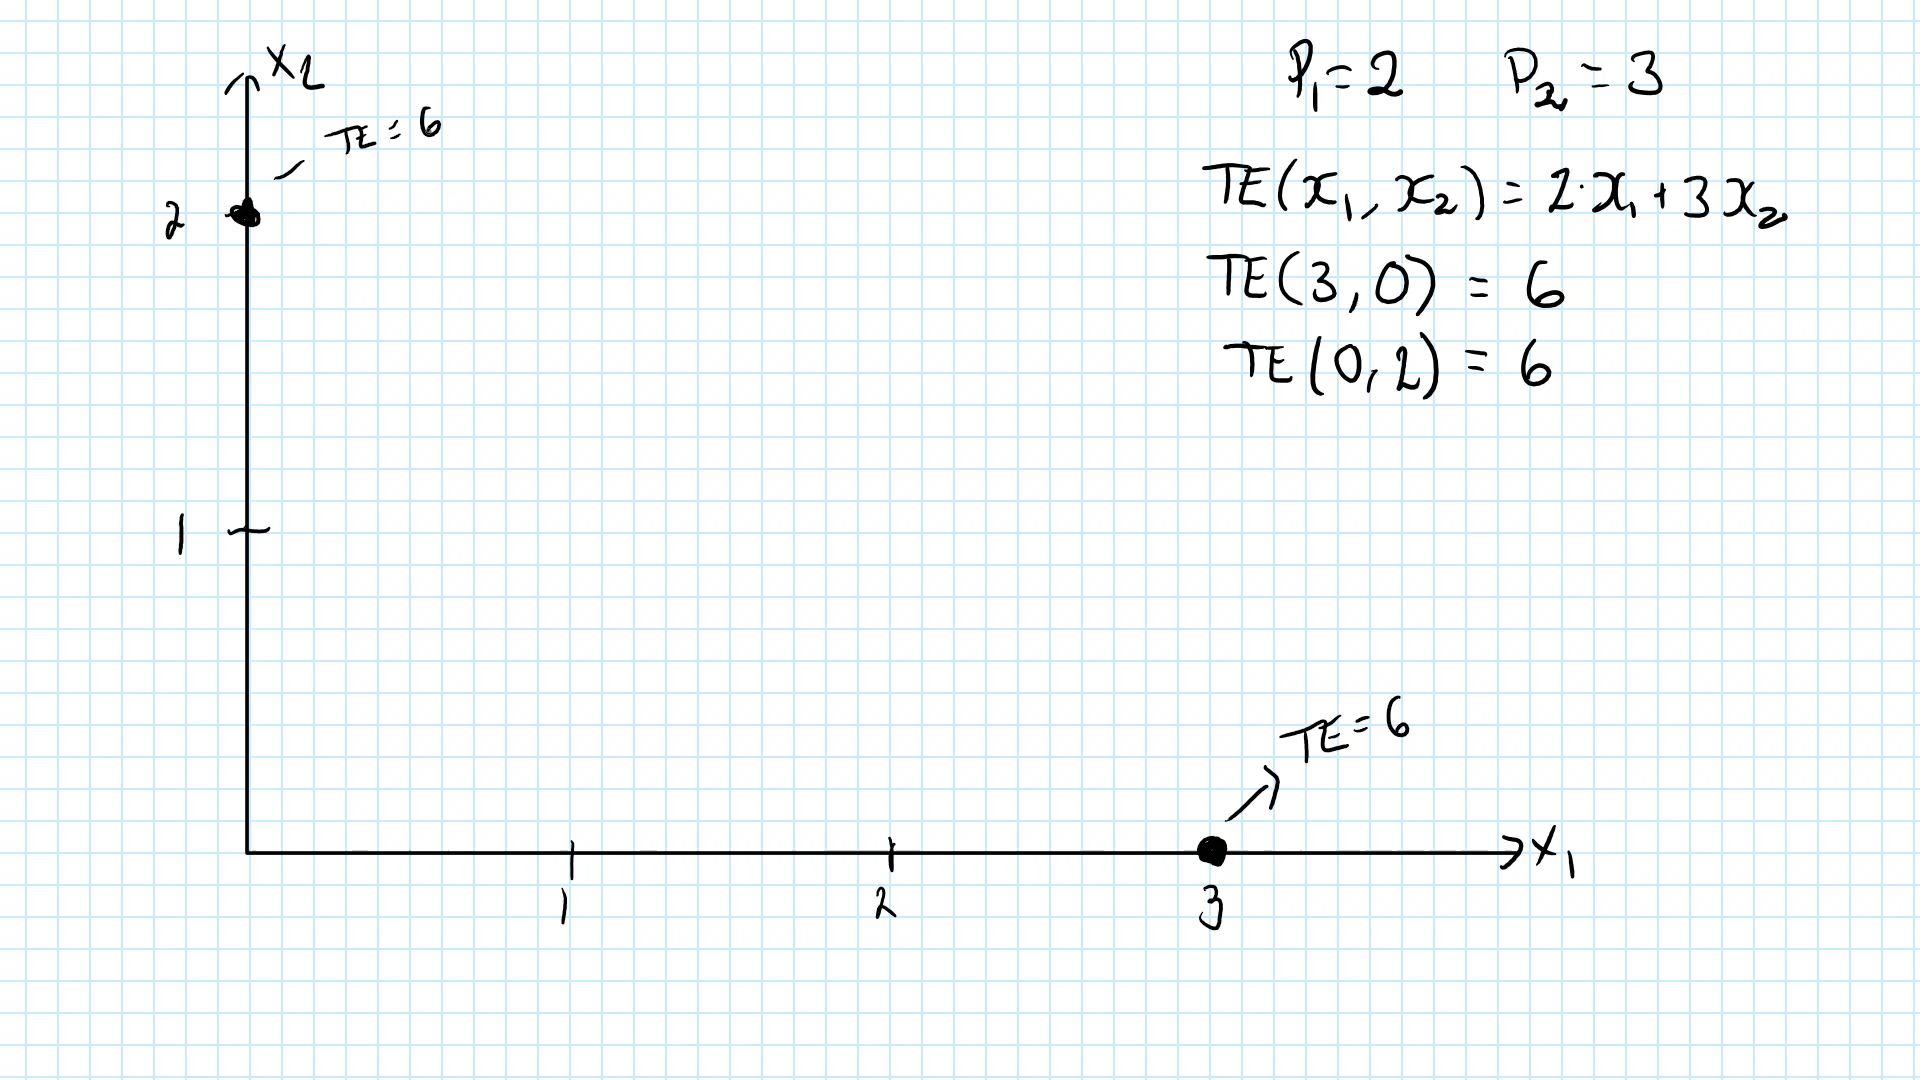 P₁ = 2 P₂ = 3
x₂
TE = 6
TE(x₁, x₂) = 2·x₁ + 3x₂
2
TE(3, 0) = 6
TE(0, 2) = 6
1
TE = 6
x₁
1 2 3